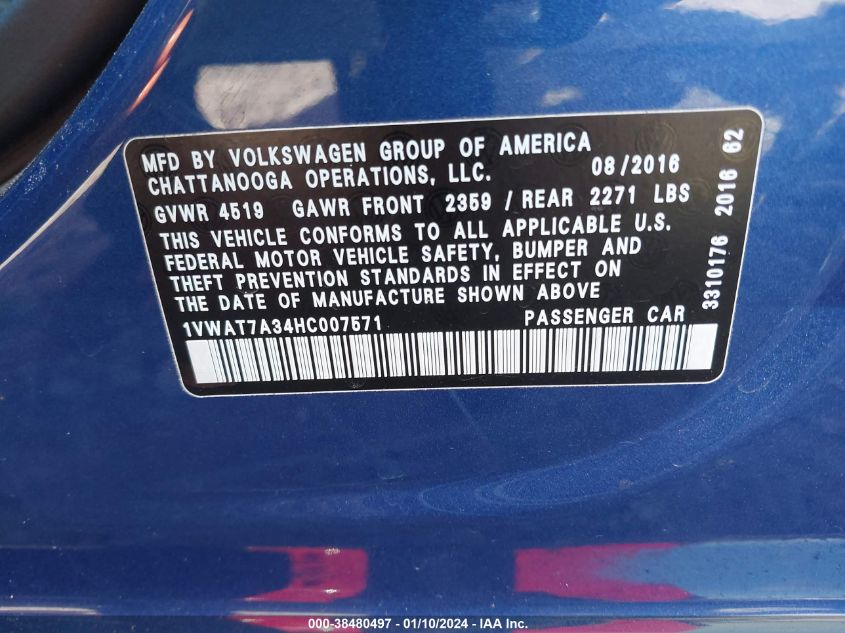 MFD BY VOLKSWAGEN GROUP OF AMERICA
CHATTANOOGA OPERATIONS, LLC. 08/2016
GVWR 4519 GAWR FRONT 2359 / REAR 2271 LBS
THIS VEHICLE CONFORMS TO ALL APPLICABLE U.S.
FEDERAL MOTOR VEHICLE SAFETY, BUMPER AND
THEFT PREVENTION STANDARDS IN EFFECT ON
THE DATE OF MANUFACTURE SHOWN ABOVE
1VWAT7A34HC007571 PASSENGER CAR
3310176 2016 62
000-38480497 - 01/10/2024 - IAA Inc.